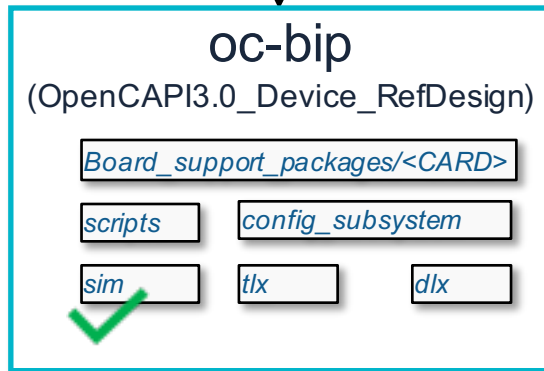 oc-bip
(OpenCAPI3.0_Device_RefDesign)
Board_support_packages/<CARD>
scripts config_subsystem
sim tlx dlx